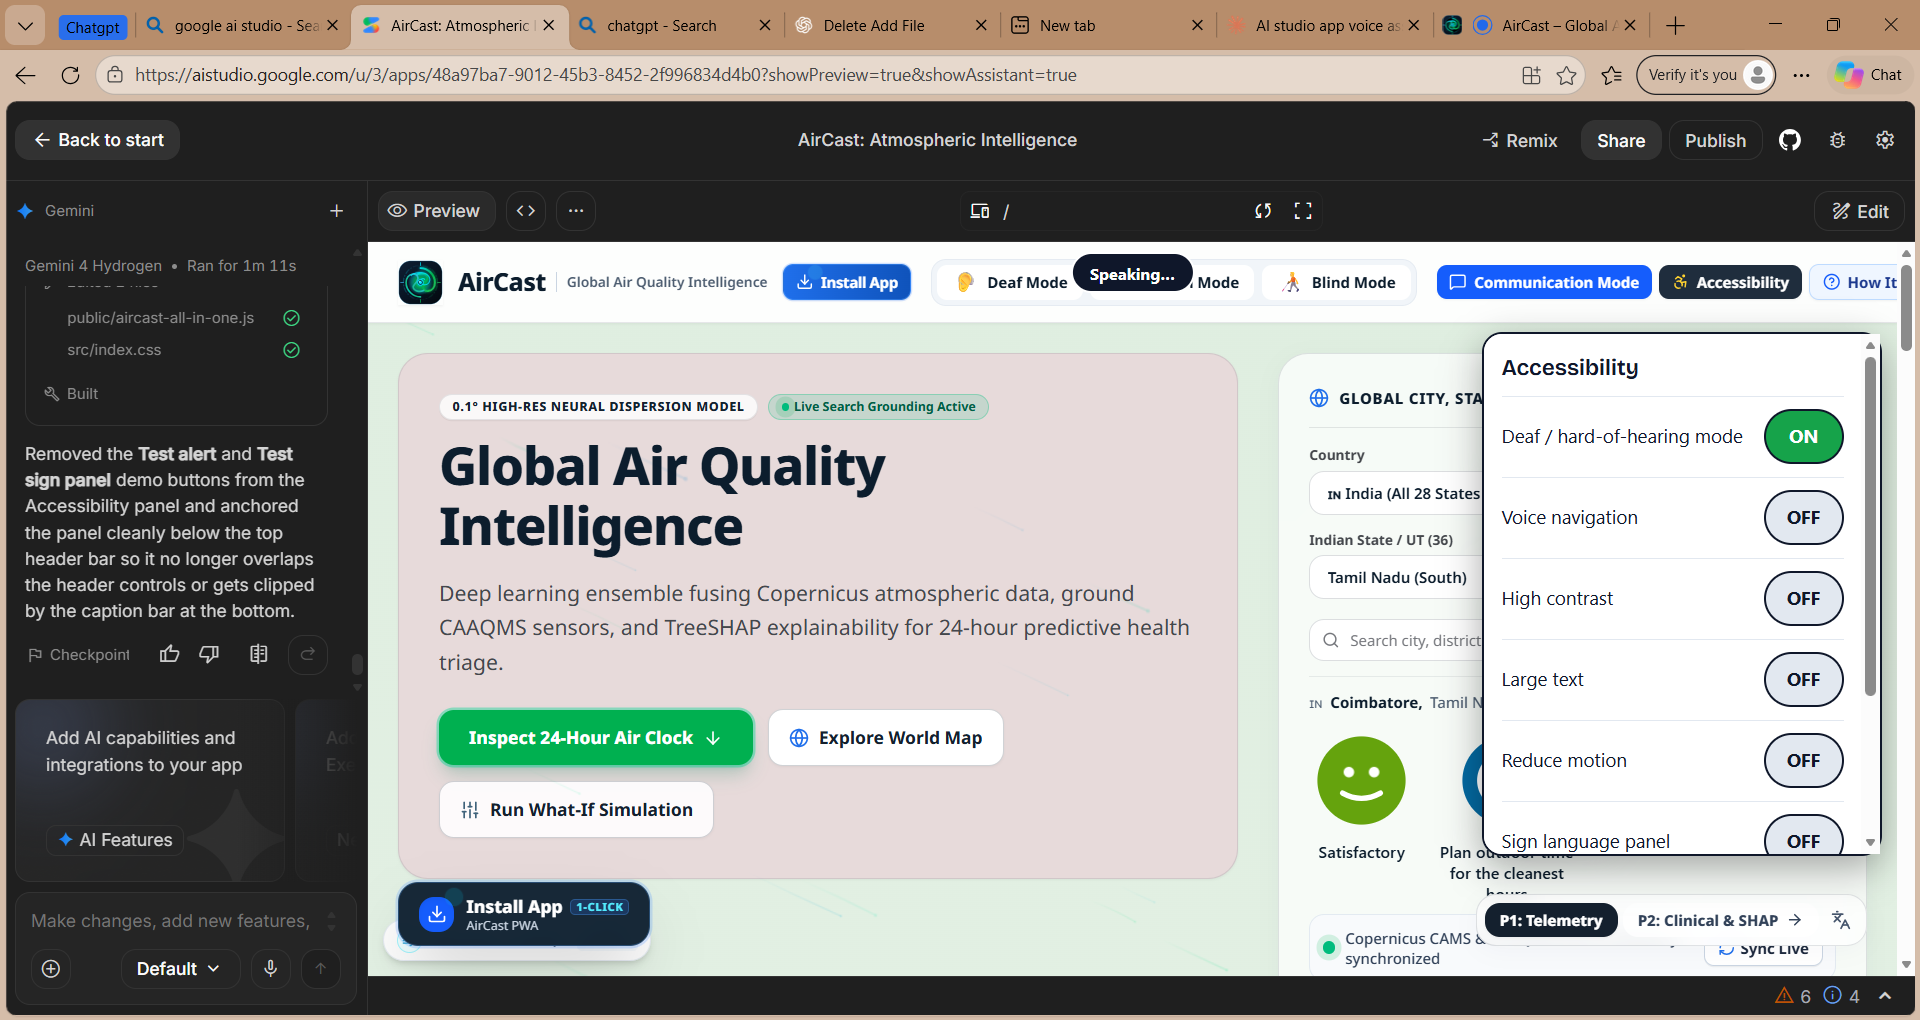 Chatgpt
google ai studio - Sea
AirCast: Atmospheric
chatgpt - Search
Delete Add File
New tab
AI studio app voice as
AirCast – Global A
https://aistudio.google.com/u/3/apps/48a97ba7-9012-45b3-8452-2f996834d4b0?showPreview=true&showAssistant=true
Verify it's you
Chat
Back to start
AirCast: Atmospheric Intelligence
Remix
Share
Publish
Gemini
Preview
/
Edit
Gemini 4 Hydrogen • Ran for 1m 11s
public/aircast-all-in-one.js
src/index.css
Built
Removed the Test alert and Test
sign panel demo buttons from the
Accessibility panel and anchored
the panel cleanly below the top
header bar so it no longer overlaps
the header controls or gets clipped
by the caption bar at the bottom.
Checkpoint
Add AI capabilities and
integrations to your app
AI Features
Make changes, add new features,
Default
AirCast
Global Air Quality Intelligence
Install App
Deaf Mode
Speaking...
Mode
Blind Mode
Communication Mode
Accessibility
How It
0.1° HIGH-RES NEURAL DISPERSION MODEL
Live Search Grounding Active
Global Air Quality
Intelligence
Deep learning ensemble fusing Copernicus atmospheric data, ground
CAAQMS sensors, and TreeSHAP explainability for 24-hour predictive health
triage.
Inspect 24-Hour Air Clock
Explore World Map
Run What-If Simulation
Install App 1-CLICK
AirCast PWA
GLOBAL CITY, STA
Country
IN India (All 28 States
Indian State / UT (36)
Tamil Nadu (South)
Search city, district
IN Coimbatore, Tamil N
Satisfactory
Plan outdoor time
for the cleanest
hours
Copernicus CAMS &
synchronized
Sync Live
Accessibility
Deaf / hard-of-hearing mode ON
Voice navigation OFF
High contrast OFF
Large text OFF
Reduce motion OFF
Sign language panel OFF
P1: Telemetry
P2: Clinical & SHAP
6
4